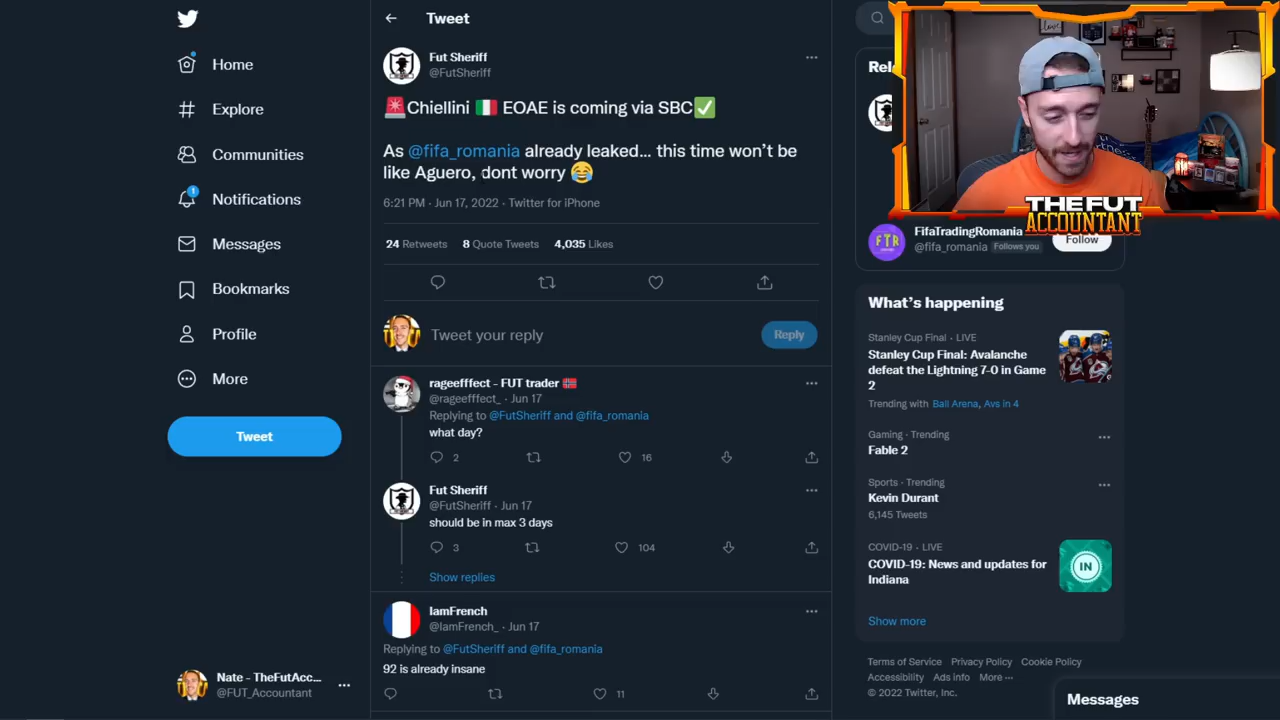 Tweet
Fut Sheriff
@FutSheriff
🚨Chiellini 🇮🇹 EOAE is coming via SBC✅
As @fifa_romania already leaked... this time won't be
like Aguero, dont worry 😂
6:21 PM · Jun 17, 2022 · Twitter for iPhone
24 Retweets 8 Quote Tweets 4,035 Likes
Tweet your reply
Reply
rageefffect - FUT trader 🇳🇴
@rageefffect_ · Jun 17
Replying to @FutSheriff and @fifa_romania
what day?
2
16
Fut Sheriff
@FutSheriff · Jun 17
should be in max 3 days
3
104
Show replies
IamFrench
@IamFrench_ · Jun 17
Replying to @FutSheriff and @fifa_romania
92 is already insane
11
Home
Explore
Communities
1
Notifications
Messages
Bookmarks
Profile
More
Tweet
Nate - TheFutAcc...
@FUT_Accountant
Rel
THE FUT
ACCOUNTANT
FTR
FifaTradingRomania
@fifa_romania Follows you
Follow
What's happening
Stanley Cup Final · LIVE
Stanley Cup Final: Avalanche
defeat the Lightning 7-0 in Game
2
Trending with Ball Arena, Avs in 4
Gaming · Trending
Fable 2
Sports · Trending
Kevin Durant
6,145 Tweets
COVID-19 · LIVE
COVID-19: News and updates for
Indiana
IN
Show more
Terms of Service Privacy Policy Cookie Policy
Accessibility Ads info More ···
© 2022 Twitter, Inc.
Messages